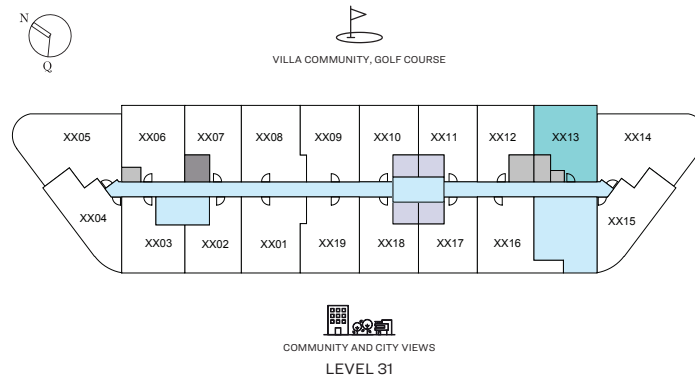 N
Q
VILLA COMMUNITY, GOLF COURSE
XX05 XX06 XX07 XX08 XX09 XX10 XX11 XX12 XX13 XX14
XX04 XX03 XX02 XX01 XX19 XX18 XX17 XX16 XX15
COMMUNITY AND CITY VIEWS
LEVEL 31